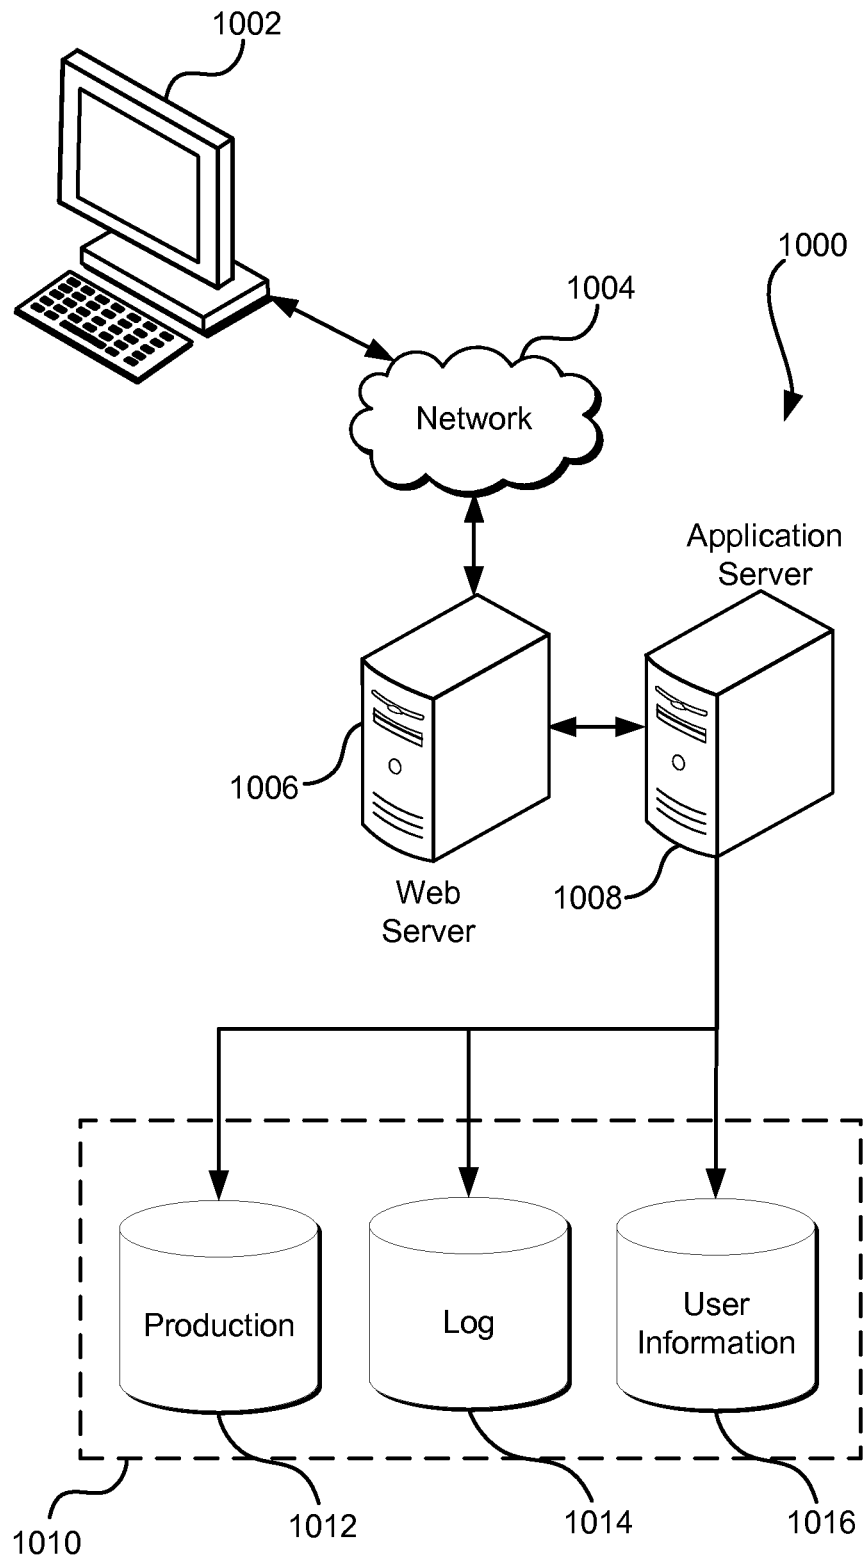 1002
1000
1004
Network
Application
Server
1006
Web
Server
1008
Production
Log
User
Information
1010
1012
1014
1016